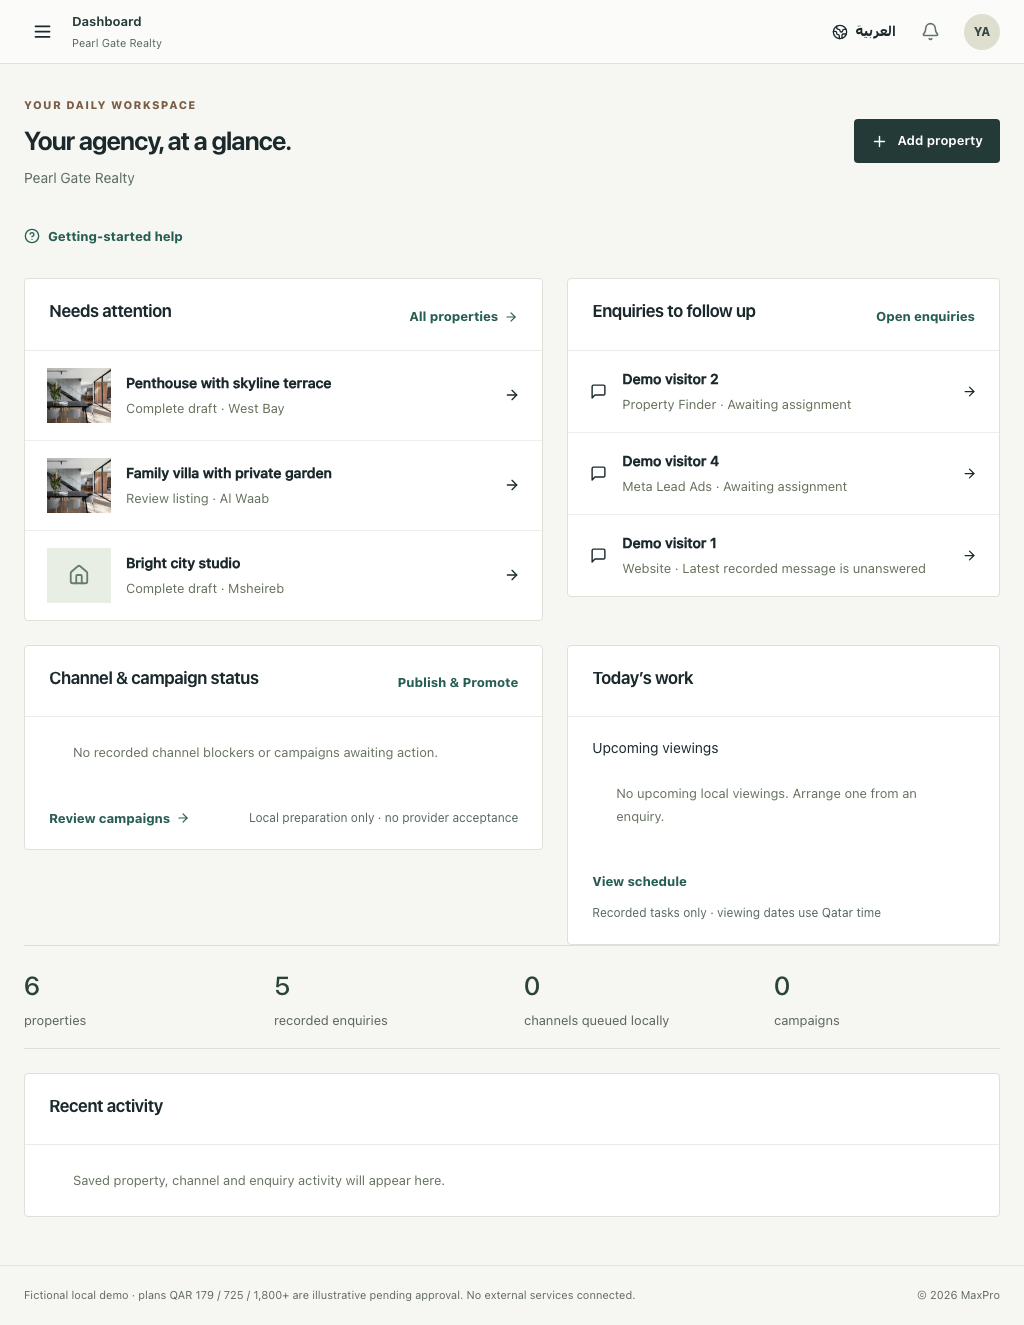 Dashboard
Pearl Gate Realty
العربية
YA
YOUR DAILY WORKSPACE
Your agency, at a glance.
Add property
Pearl Gate Realty
Getting-started help
Needs attention
All properties
Penthouse with skyline terrace
Complete draft · West Bay
Family villa with private garden
Review listing · Al Waab
Bright city studio
Complete draft · Msheireb
Enquiries to follow up
Open enquiries
Demo visitor 2
Property Finder · Awaiting assignment
Demo visitor 4
Meta Lead Ads · Awaiting assignment
Demo visitor 1
Website · Latest recorded message is unanswered
Channel & campaign status
Publish & Promote
No recorded channel blockers or campaigns awaiting action.
Review campaigns
Local preparation only · no provider acceptance
Today’s work
Upcoming viewings
No upcoming local viewings. Arrange one from an
enquiry.
View schedule
Recorded tasks only · viewing dates use Qatar time
6
properties
5
recorded enquiries
0
channels queued locally
0
campaigns
Recent activity
Saved property, channel and enquiry activity will appear here.
Fictional local demo · plans QAR 179 / 725 / 1,800+ are illustrative pending approval. No external services connected.
© 2026 MaxPro